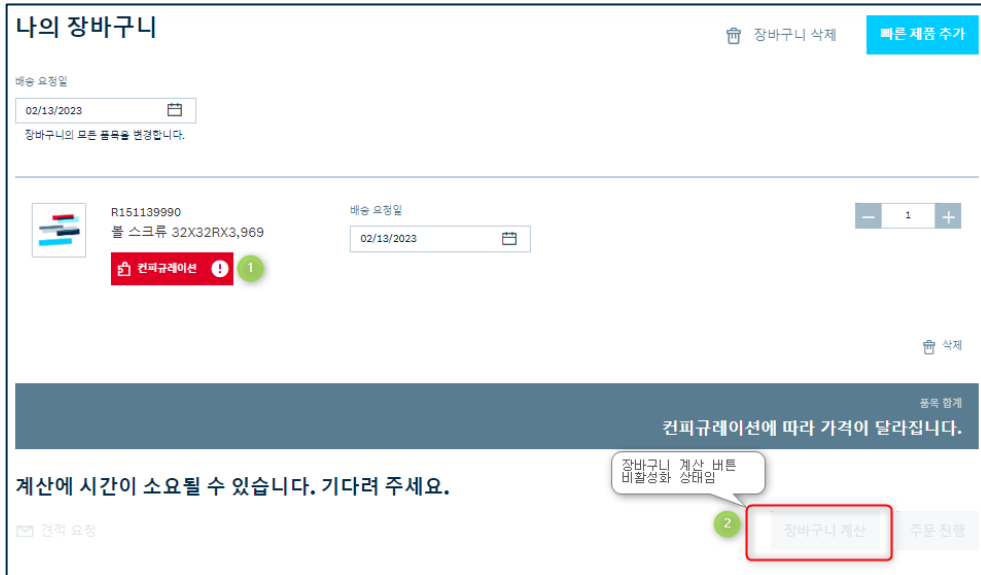 나의 장바구니
장바구니 삭제
빠른 제품 추가
배송 요청일
02/13/2023
장바구니의 모든 품목을 변경합니다.
R151139990
볼 스크류 32X32RX3,969
배송 요청일
02/13/2023
1
컨피규레이션
1
삭제
품목 합계
컨피규레이션에 따라 가격이 달라집니다.
장바구니 계산 버튼
비활성화 상태임
계산에 시간이 소요될 수 있습니다. 기다려 주세요.
견적 요청
2
장바구니 계산
주문 진행